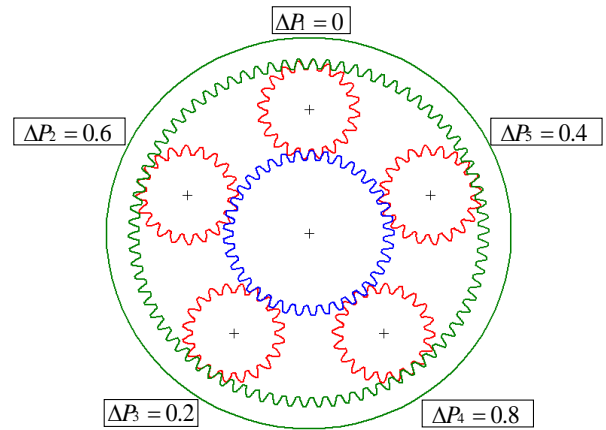 ΔP₁ = 0
ΔP₂ = 0.6
ΔP₅ = 0.4
ΔP₃ = 0.2
ΔP₄ = 0.8